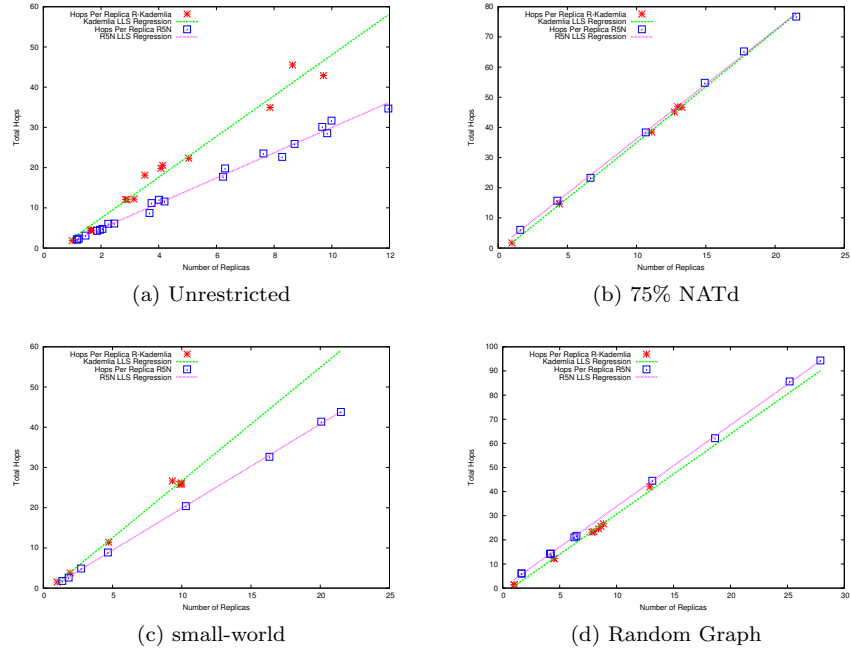 60
50
40
30
20
10
0
Total Hops
0 2 4 6 8 10 12
Number of Replicas
Hops Per Replica R-Kademlia
Kademlia LLS Regression
Hops Per Replica R5N
R5N LLS Regression
(a) Unrestricted
80
70
60
50
40
30
20
10
0
Total Hops
0 5 10 15 20 25
Number of Replicas
Hops Per Replica R-Kademlia
Kademlia LLS Regression
Hops Per Replica R5N
R5N LLS Regression
(b) 75% NATd
60
50
40
30
20
10
0
Total Hops
0 5 10 15 20 25
Number of Replicas
Hops Per Replica R-Kademlia
Kademlia LLS Regression
Hops Per Replica R5N
R5N LLS Regression
(c) small-world
100
90
80
70
60
50
40
30
20
10
0
Total Hops
0 5 10 15 20 25 30
Number of Replicas
Hops Per Replica R-Kademlia
Kademlia LLS Regression
Hops Per Replica R5N
R5N LLS Regression
(d) Random Graph